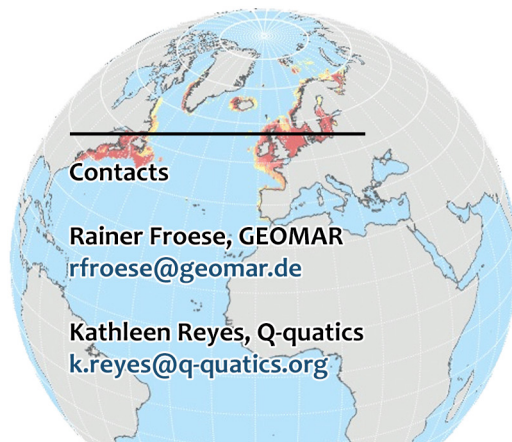 Contacts
Rainer Froese, GEOMAR
rfroese@geomar.de
Kathleen Reyes, Q-quatics
k.reyes@q-quatics.org